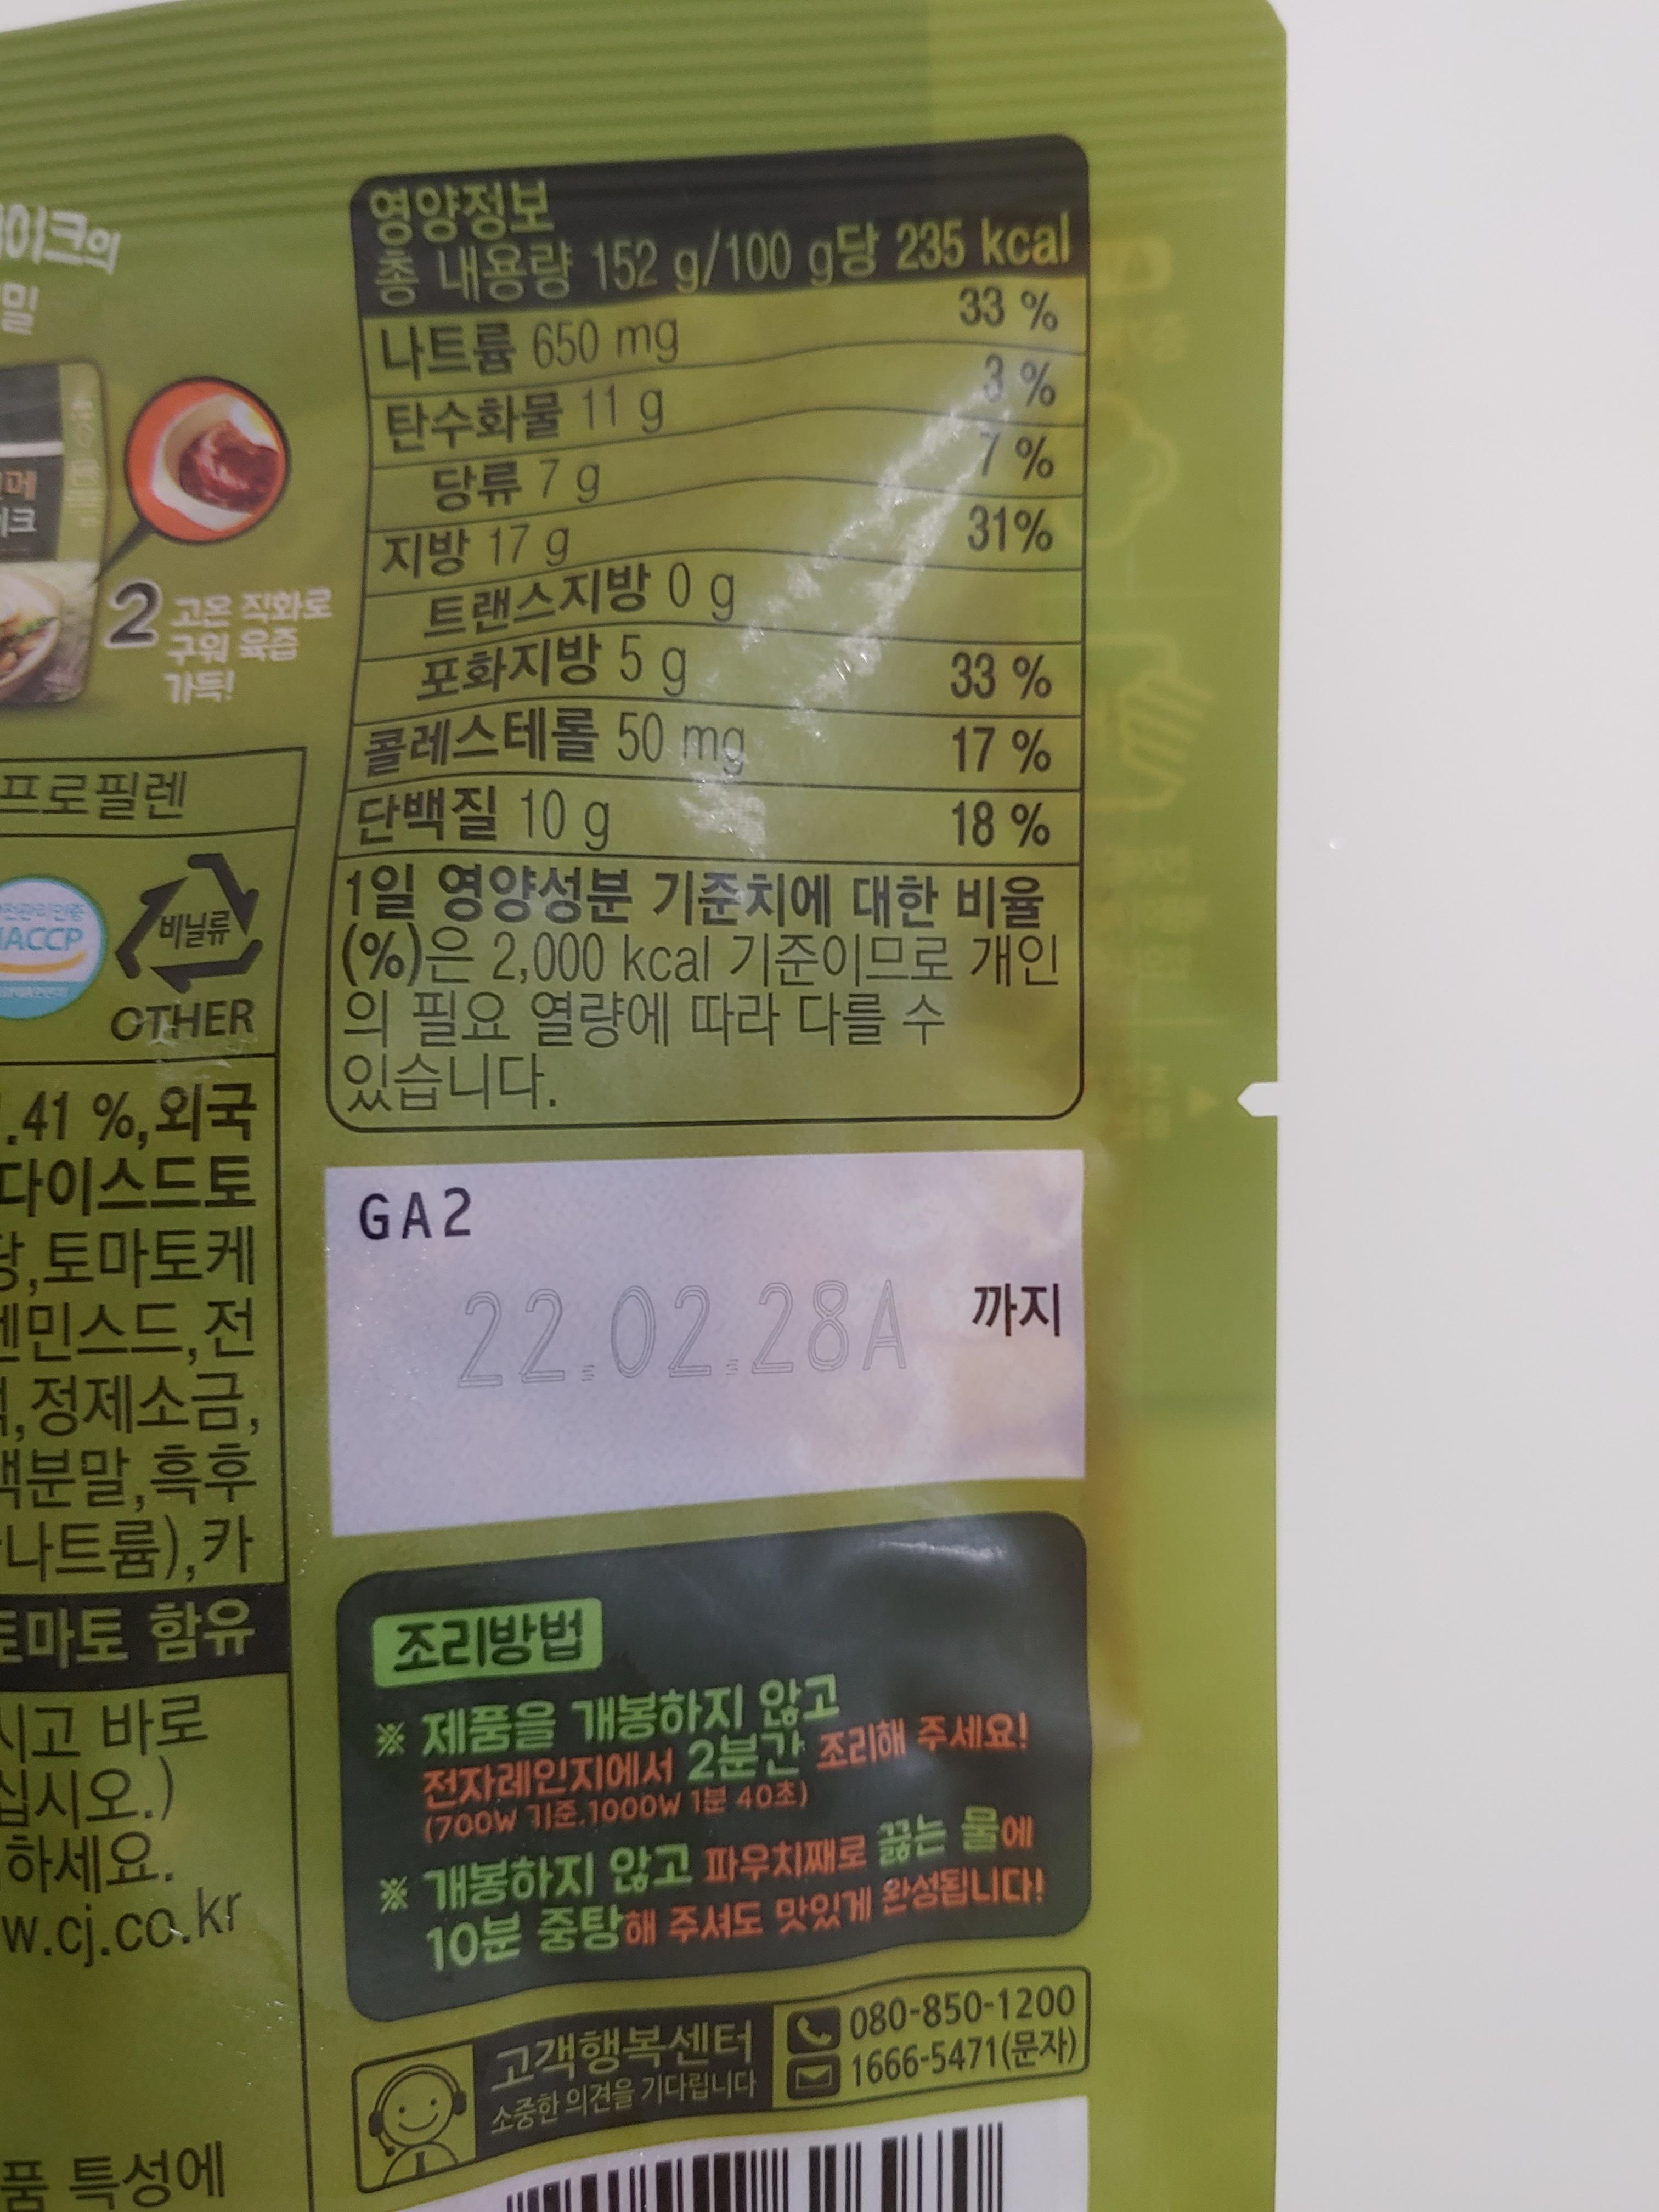 이크의
밀
메
이크
2 고온 직화로
구워 육즙
가득!
프로필렌
HACCP
비닐류
OTHER
.41 %,외국
다이스드토
당,토마토케
민스드,전
,정제소금,
분말,흑후
나트륨),카
토마토 함유
시고 바로
십시오.)
하세요.
w.cj.co.kr
품 특성에
영양정보
총 내용량 152 g/100 g당 235 kcal
나트륨 650 mg 33 %
탄수화물 11 g 3 %
당류 7 g 7 %
지방 17 g 31%
트랜스지방 0 g
포화지방 5 g 33 %
콜레스테롤 50 mg 17 %
단백질 10 g 18 %
1일 영양성분 기준치에 대한 비율
(%)은 2,000 kcal 기준이므로 개인
의 필요 열량에 따라 다를 수
있습니다.
GA2
22.02.28A 까지
조리방법
※ 제품을 개봉하지 않고
전자레인지에서 2분간 조리해 주세요!
(700W 기준,1000W 1분 40초)
※ 개봉하지 않고 파우치째로 끓는 물에
10분 중탕해 주셔도 맛있게 완성됩니다!
고객행복센터
소중한 의견을 기다립니다
080-850-1200
1666-5471(문자)